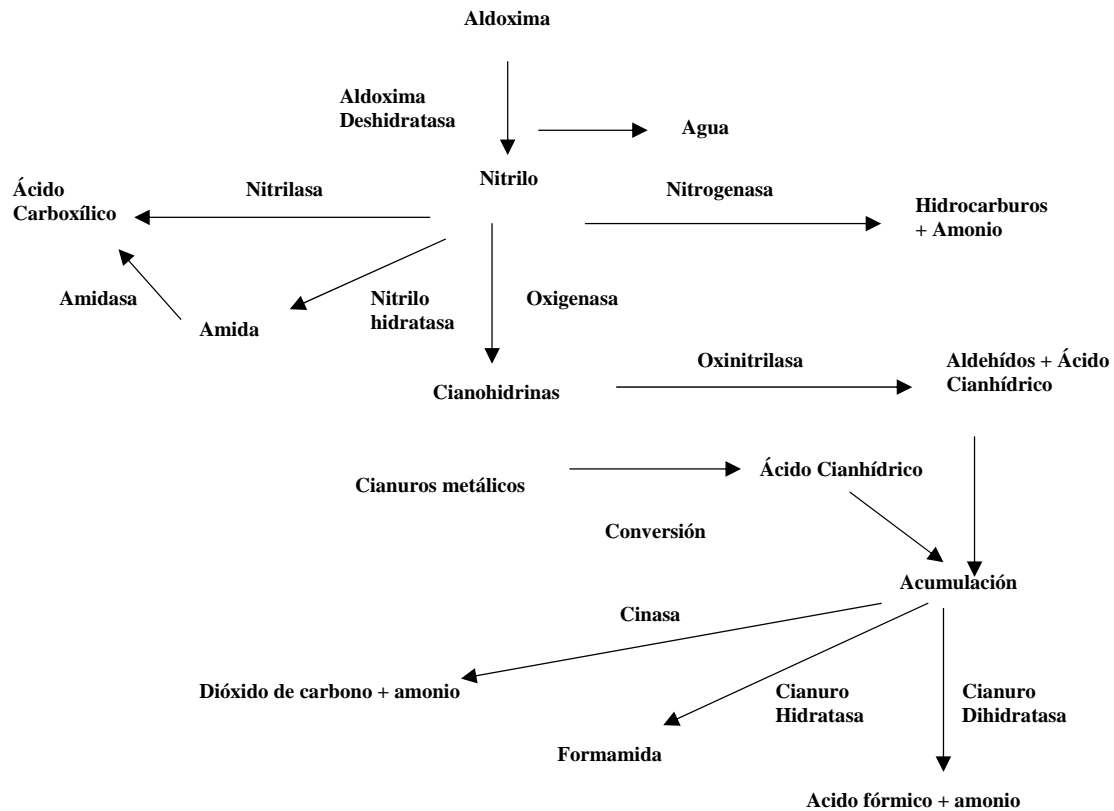 Aldoxima
Aldoxima
Deshidratasa
Agua
Nitrilo
Ácido
Carboxílico
Nitrilasa
Nitrogenasa
Hidrocarburos
+ Amonio
Amidasa
Amida
Nitrilo
hidratasa
Oxigenasa
Cianohidrinas
Oxinitrilasa
Aldehídos + Ácido
Cianhídrico
Cianuros metálicos
Ácido Cianhídrico
Conversión
Acumulación
Cinasa
Dióxido de carbono + amonio
Cianuro
Hidratasa
Cianuro
Dihidratasa
Formamida
Acido fórmico + amonio